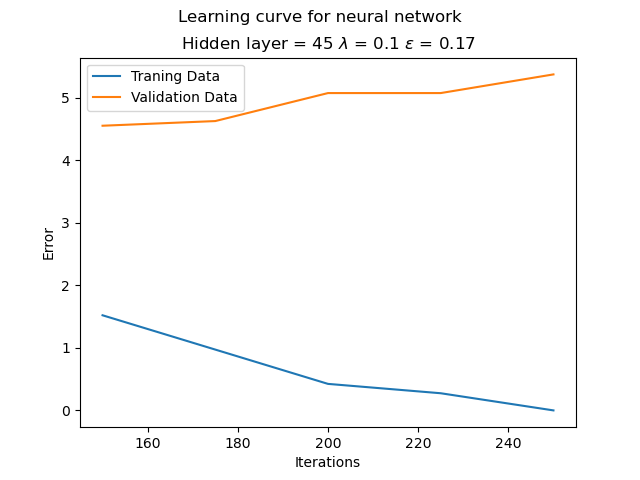 Learning curve for neural network
Hidden layer = 45 λ = 0.1 ε = 0.17
Traning Data
Validation Data
Error
5
4
3
2
1
0
160 180 200 220 240
Iterations